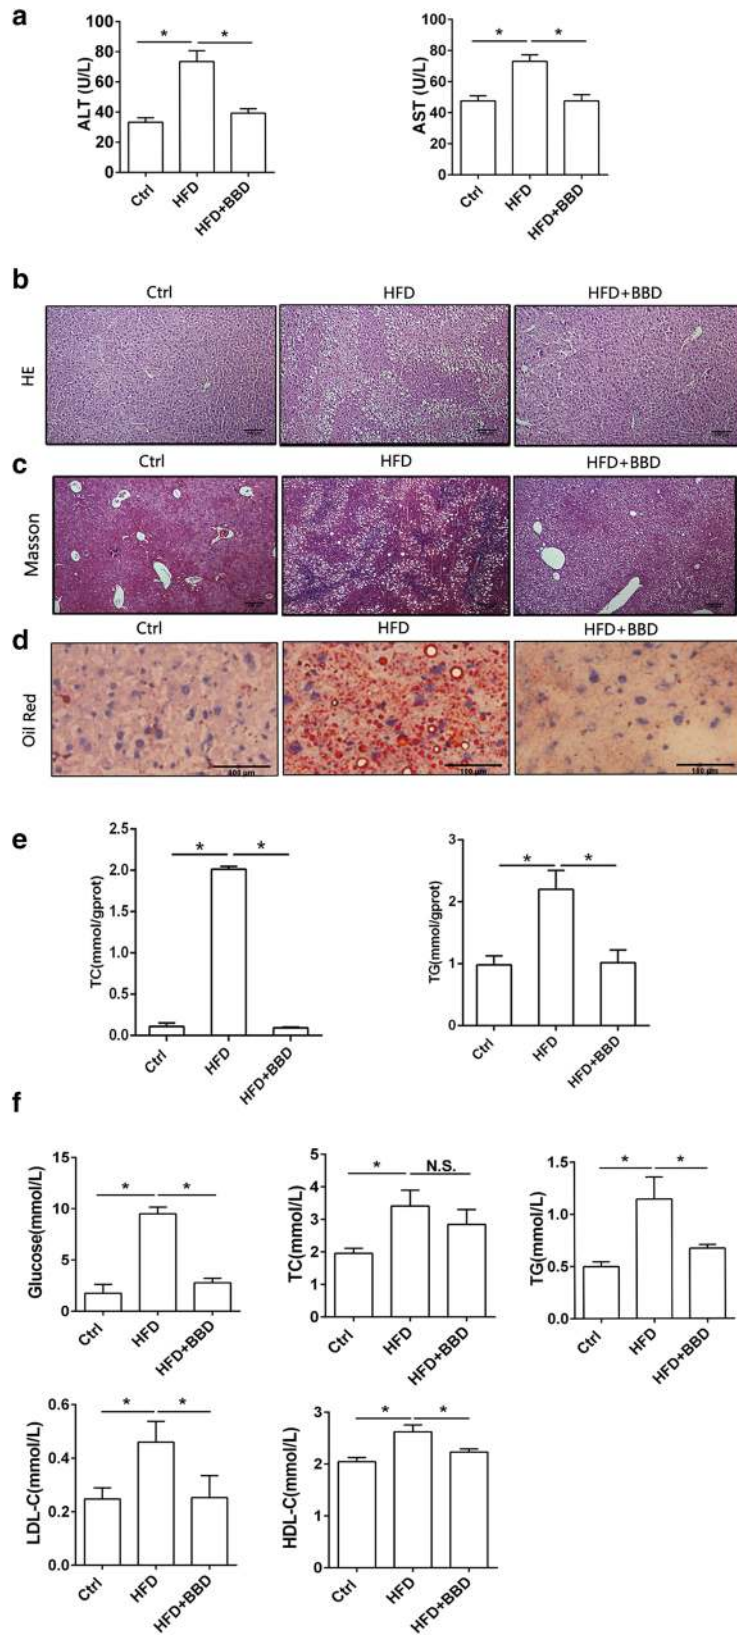 a
ALT (U/L)
100
80
60
40
20
0
*
*
Ctrl
HFD
HFD+BBD
AST (U/L)
100
80
60
40
20
0
*
*
Ctrl
HFD
HFD+BBD
b
Ctrl
HFD
HFD+BBD
HE
c
Ctrl
HFD
HFD+BBD
Masson
d
Ctrl
HFD
HFD+BBD
Oil Red
100 μm
e
TC(mmol/gprot)
2.5
2.0
1.5
1.0
0.5
0.0
*
*
Ctrl
HFD
HFD+BBD
TG(mmol/gprot)
3
2
1
0
*
*
Ctrl
HFD
HFD+BBD
f
Glucose(mmol/L)
15
10
5
0
*
*
Ctrl
HFD
HFD+BBD
TC(mmol/L)
5
4
3
2
1
0
*
N.S.
Ctrl
HFD
HFD+BBD
TG(mmol/L)
1.5
1.0
0.5
0.0
*
*
Ctrl
HFD
HFD+BBD
LDL-C(mmol/L)
0.6
0.4
0.2
0.0
*
*
Ctrl
HFD
HFD+BBD
HDL-C(mmol/L)
3
2
1
0
*
*
Ctrl
HFD
HFD+BBD